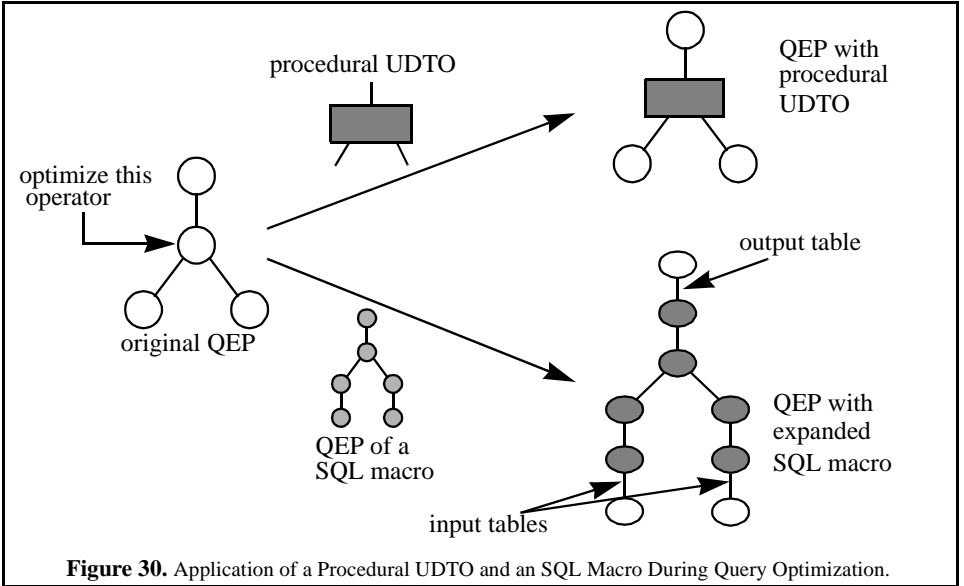 procedural UDTO
QEP with
procedural
UDTO
optimize this
operator
original QEP
output table
QEP of a
SQL macro
QEP with
expanded
SQL macro
input tables
Figure 30. Application of a Procedural UDTO and an SQL Macro During Query Optimization.